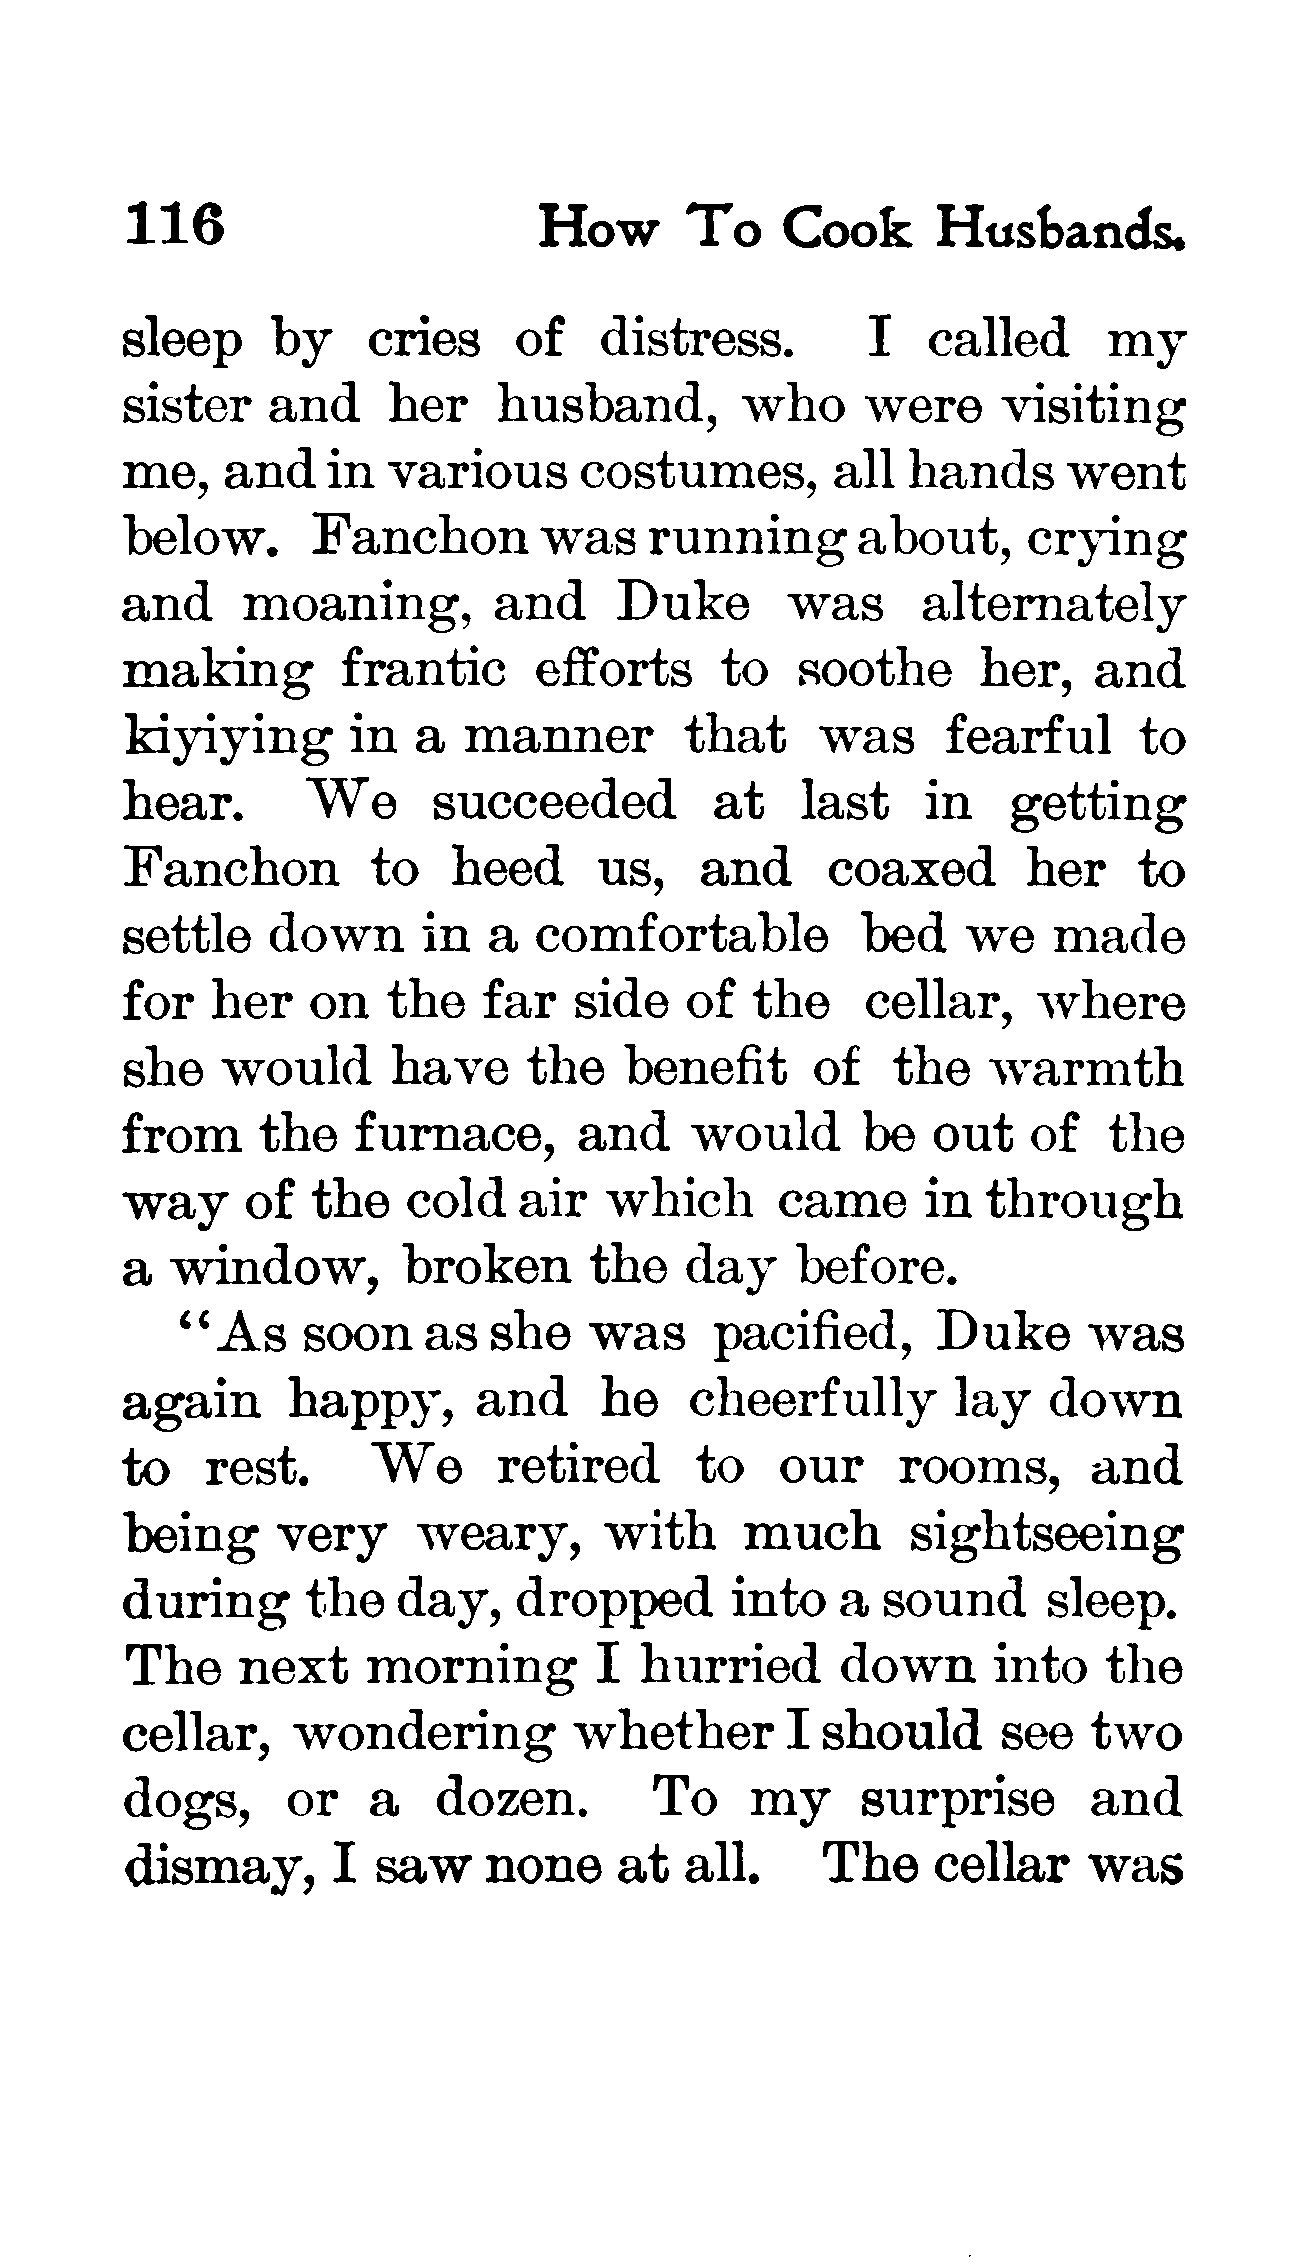 116 How To Cook Husbands.
sleep by cries of distress. I called my
sister and her husband, who were visiting
me, and in various costumes, all hands went
below. Fanchon was running about, crying
and moaning, and Duke was alternately
making frantic efforts to soothe her, and
kiyiying in a manner that was fearful to
hear. We succeeded at last in getting
Fanchon to heed us, and coaxed her to
settle down in a comfortable bed we made
for her on the far side of the cellar, where
she would have the benefit of the warmth
from the furnace, and would be out of the
way of the cold air which came in through
a window, broken the day before.
“As soon as she was pacified, Duke was
again happy, and he cheerfully lay down
to rest. We retired to our rooms, and
being very weary, with much sightseeing
during the day, dropped into a sound sleep.
The next morning I hurried down into the
cellar, wondering whether I should see two
dogs, or a dozen. To my surprise and
dismay, I saw none at all. The cellar was